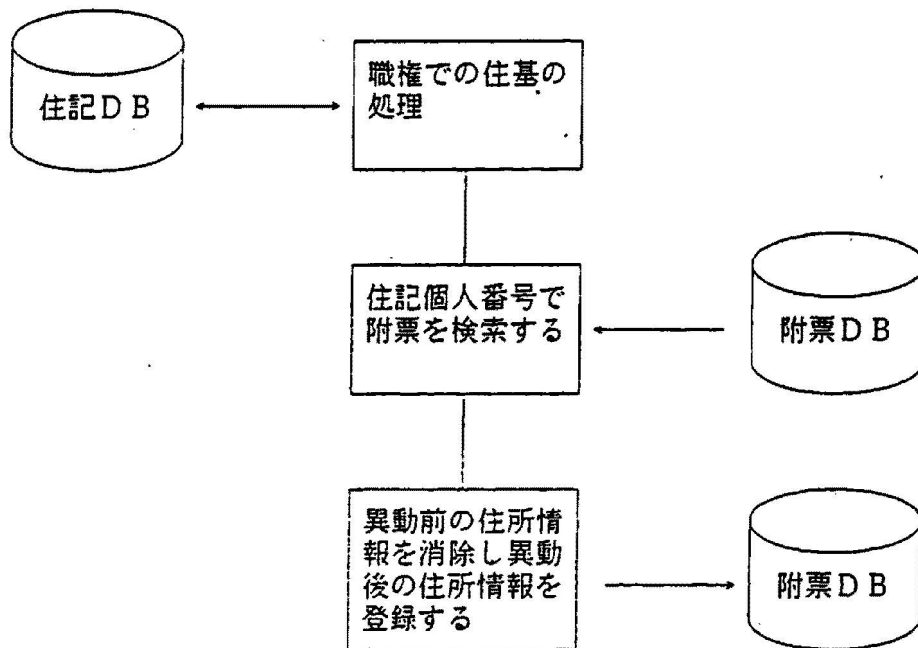 住記DB
職権での住基の
処理
住記個人番号で
附票を検索する
附票DB
異動前の住所情
報を消除し異動
後の住所情報を
登録する
附票DB